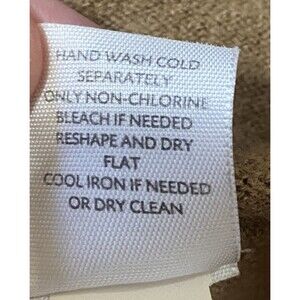 HAND WASH COLD
SEPARATELY
ONLY NON-CHLORINE
BLEACH IF NEEDED
RESHAPE AND DRY
FLAT
COOL IRON IF NEEDED
OR DRY CLEAN